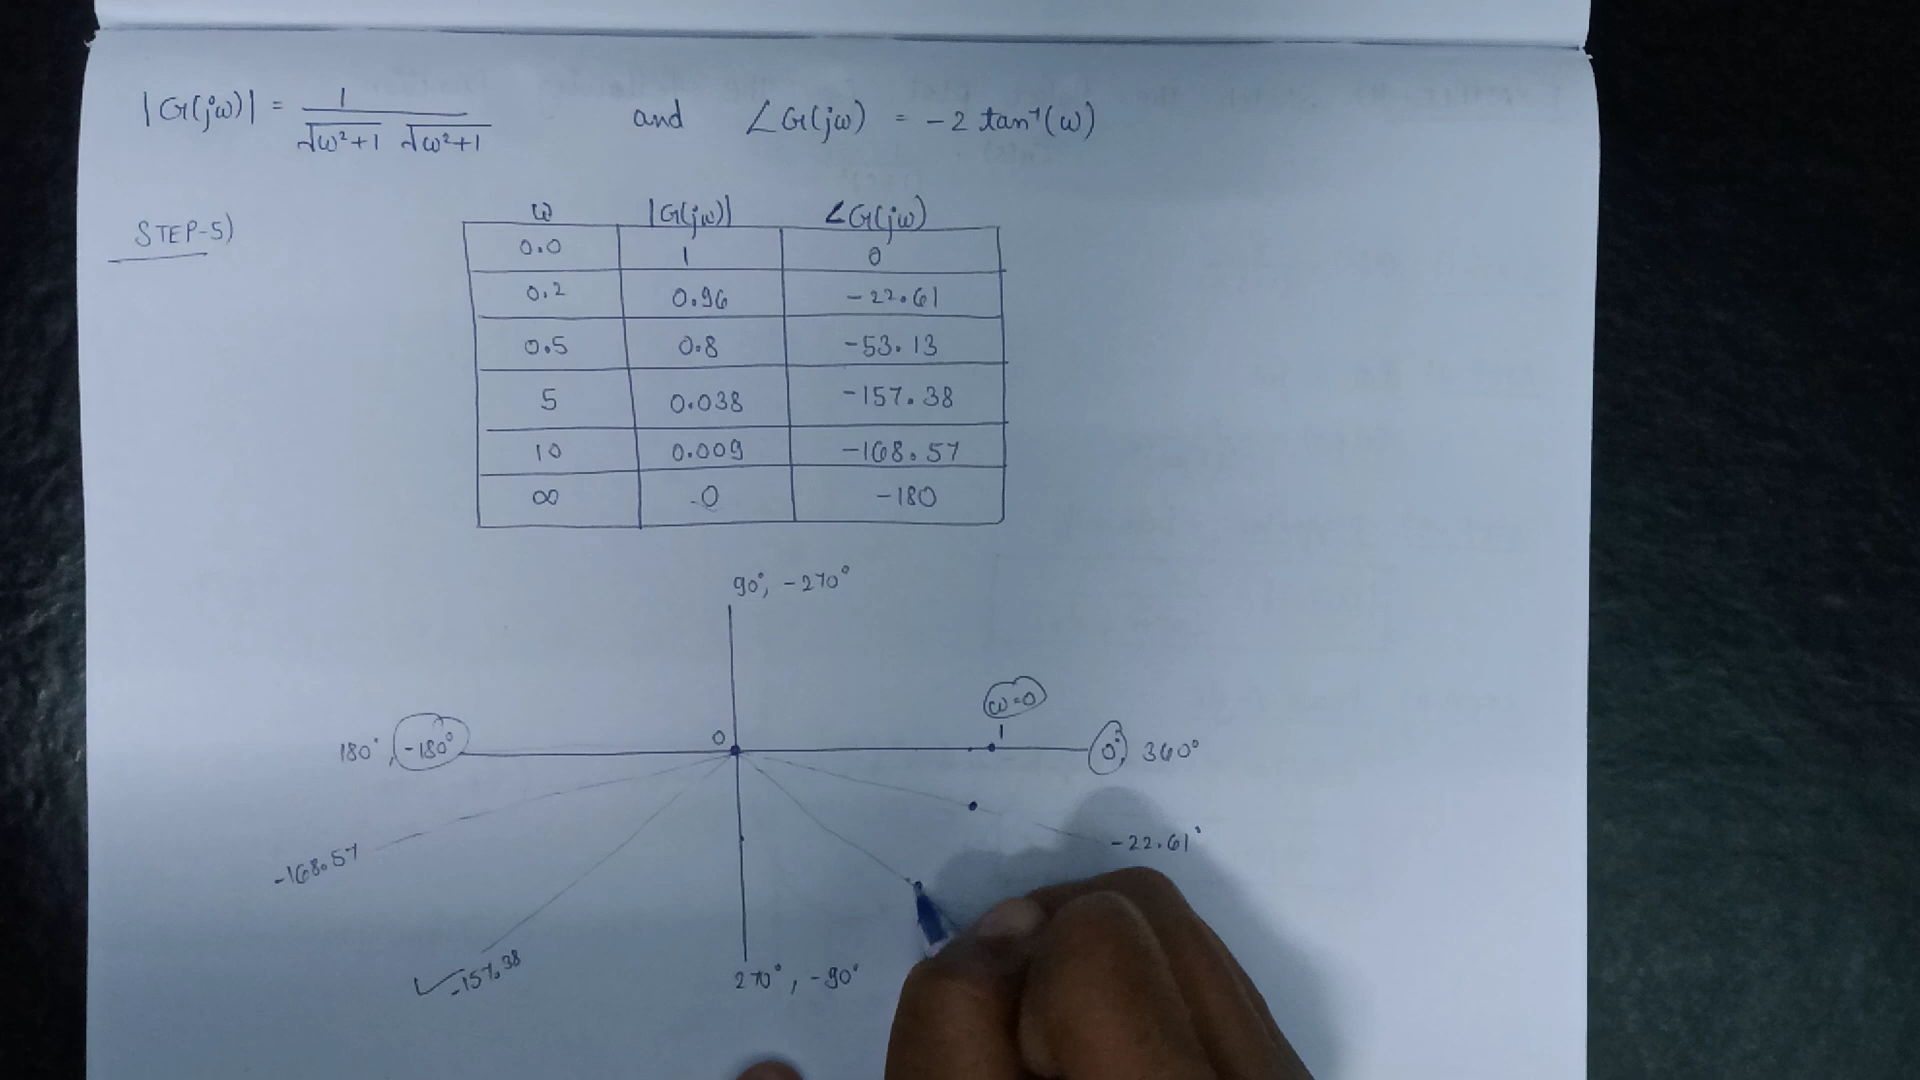 |G(jω)| = 1 / √ω²+1 √ω²+1 and ∠G(jω) = -2 tan⁻¹(ω)
STEP-5)
ω |G(jω)| ∠G(jω)
0.0 1 0
0.2 0.96 -22.61
0.5 0.8 -53.13
5 0.038 -157.38
10 0.009 -168.57
∞ 0 -180
90°, -270°
ω=0
1
180°, -180° 0 0°, 360°
-22.61°
-168.57
-157.38
270°, -90°